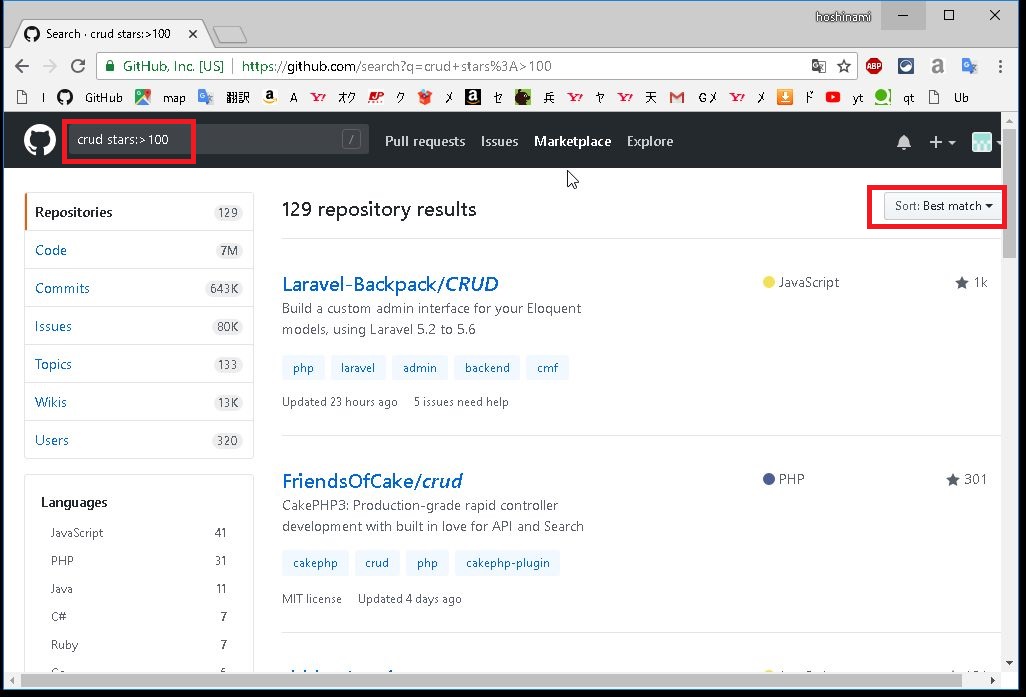 hoshinami
Search · crud stars:>100
GitHub, Inc. [US] https://github.com/search?q=crud+stars%3A>100
ABP a
I GitHub map 翻訳 a A Y! オク ク メ a セ 兵 Y! ヤ Y! 天 M Gメ Y! メ ド yt qt Ub
crud stars:>100 / Pull requests Issues Marketplace Explore
Repositories 129
Code 7M
Commits 643K
Issues 80K
Topics 133
Wikis 13K
Users 320
Languages
JavaScript 41
PHP 31
Java 11
C# 7
Ruby 7
129 repository results
Sort: Best match
Laravel-Backpack/CRUD
JavaScript
1k
Build a custom admin interface for your Eloquent
models, using Laravel 5.2 to 5.6
php laravel admin backend cmf
Updated 23 hours ago 5 issues need help
FriendsOfCake/crud
PHP
301
CakePHP3: Production-grade rapid controller
development with built in love for API and Search
cakephp crud php cakephp-plugin
MIT license Updated 4 days ago